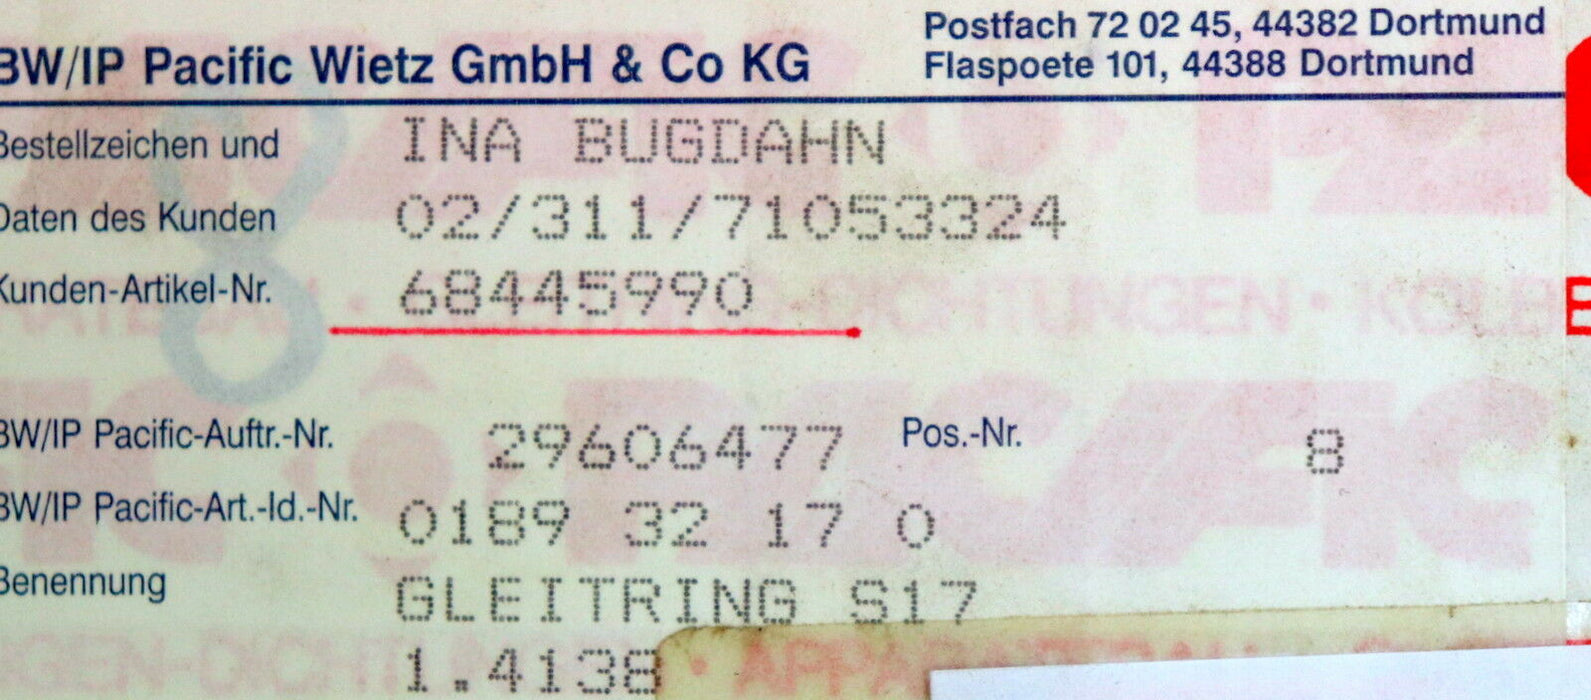 BW/IP Pacific Wietz GmbH & Co KG
Postfach 72 02 45, 44382 Dortmund
Flaspoete 101, 44388 Dortmund
Bestellzeichen und INA BUGDAHN
Daten des Kunden 02/311/71053324
Kunden-Artikel-Nr. 68445990
BW/IP Pacific-Auftr.-Nr. 29606477 Pos.-Nr. 8
BW/IP Pacific-Art.-Id.-Nr. 0189 32 17 0
Benennung GLEITRING S17
1.4138